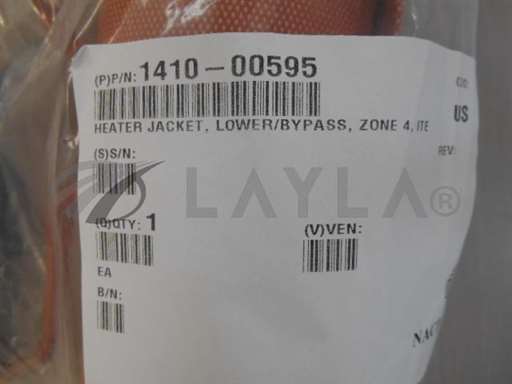 (P)P/N: 1410-00595
HEATER JACKET, LOWER/BYPASS, ZONE 4, ITE
US
(S)S/N:
REV:
LAYLA®
(Q)QTY: 1
(V)VEN:
EA
B/N: